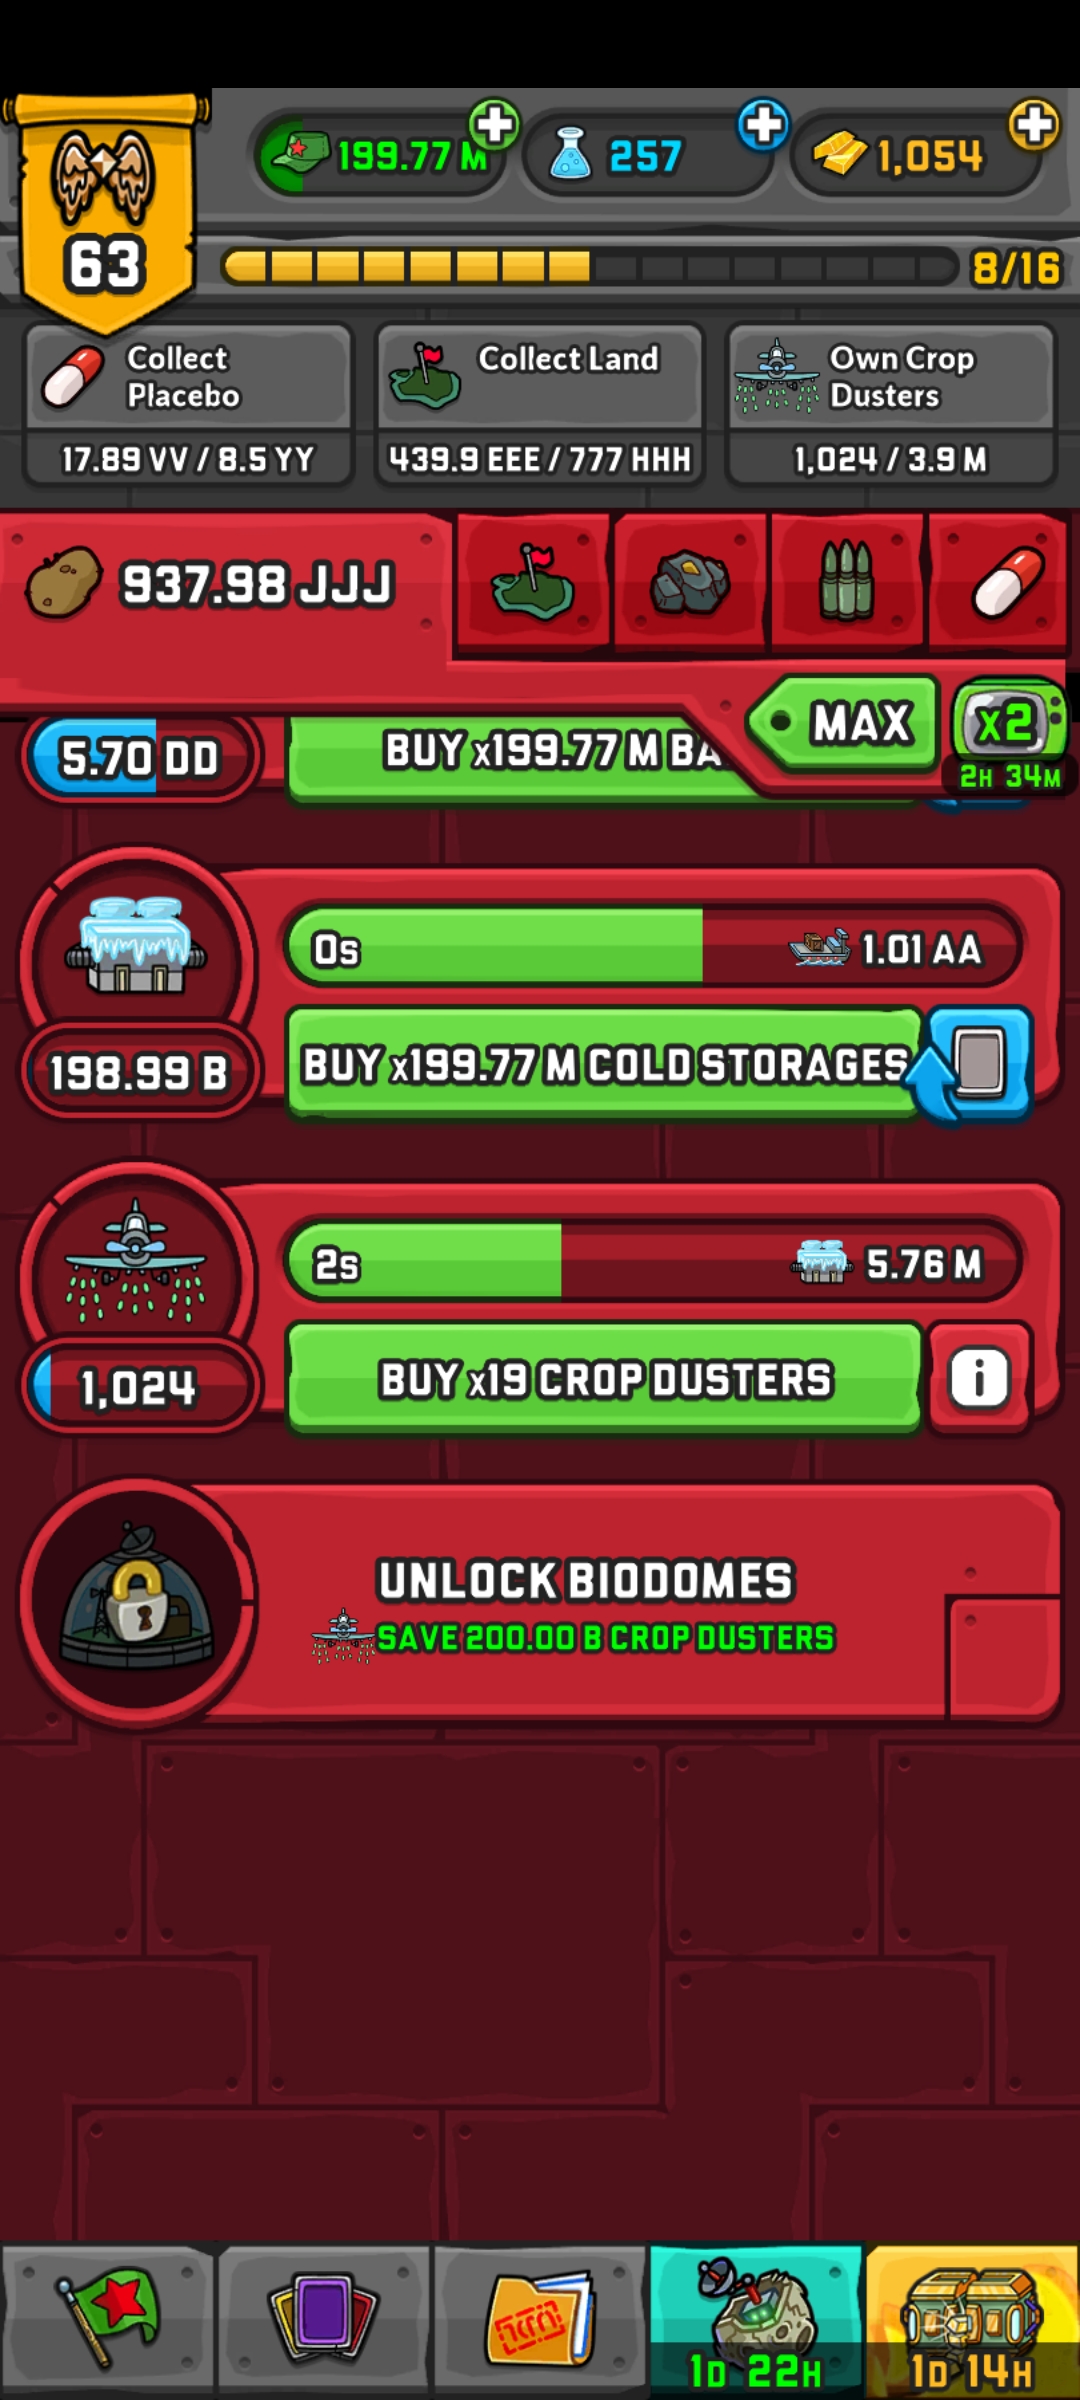 199.77 M
257
1,054
63
8/16
Collect
Placebo
17.89 VV / 8.5 YY
Collect Land
439.9 EEE / 777 HHH
Own Crop
Dusters
1,024 / 3.9 M
937.98 JJJ
MAX
x2
2H 34M
5.70 DD
BUY x199.77 M BA
0s
1.01 AA
198.99 B
BUY x199.77 M COLD STORAGES
2s
5.76 M
1,024
BUY x19 CROP DUSTERS
i
UNLOCK BIODOMES
SAVE 200.00 B CROP DUSTERS
1D 22H
1D 14H